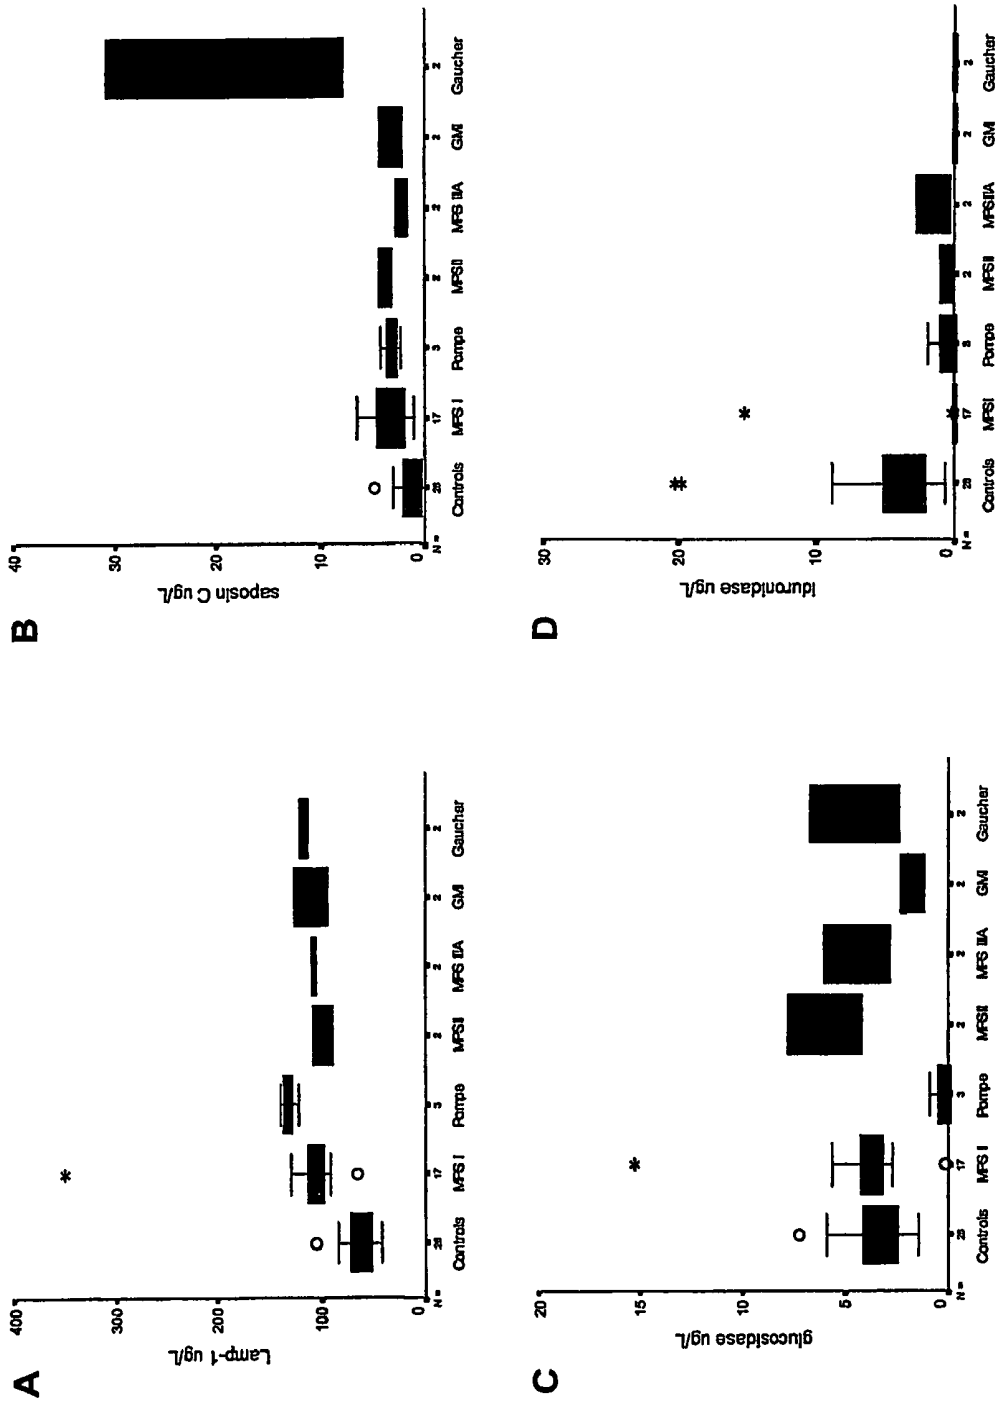 A
Lamp-1 ug/L
400
300
200
100
0
N = 28 17 3 2 2 2 2
Controls MPS I Pompe MPSII MPS IIIA GMI Gaucher
B
saposin C ug/L
40
30
20
10
0
N = 28 17 3 2 2 2 2
Controls MPS I Pompe MPSII MPS IIIA GMI Gaucher
C
glucosidase ug/L
20
15
10
5
0
N = 28 17 3 2 2 2 2
Controls MPS I Pompe MPSII MPS IIIA GMI Gaucher
D
iduronidase ug/L
30
20
10
0
N = 28 17 3 2 2 2 2
Controls MPSI Pompe MPSII MPSIIIA GMI Gaucher